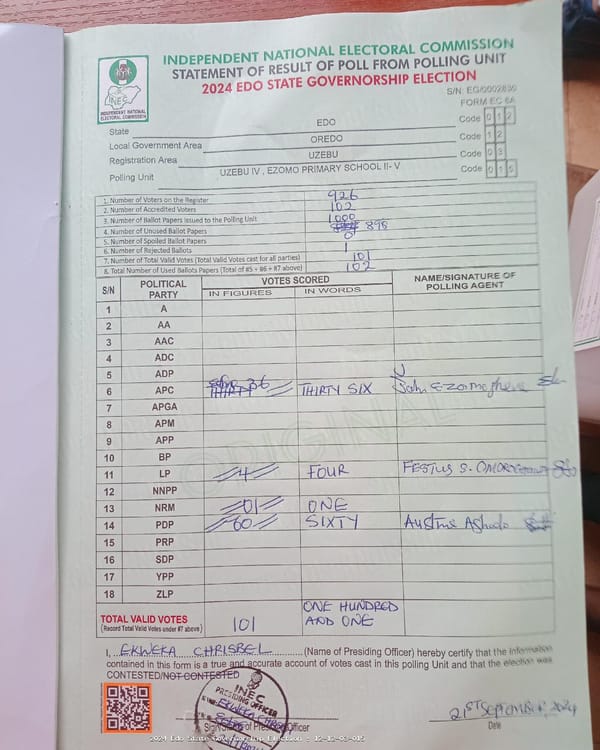 INDEPENDENT NATIONAL ELECTORAL COMMISSION
STATEMENT OF RESULT OF POLL FROM POLLING UNIT
2024 EDO STATE GOVERNORSHIP ELECTION
INEC
INDEPENDENT NATIONAL ELECTORAL COMMISSION
FORM EC 8A
State EDO Code 0 1 2
Local Government Area OREDO Code 1 2
Registration Area UZEBU Code 0 3
Polling Unit UZEBU IV, EZOMO PRIMARY SCHOOL II- V Code 0 1 5
1. Number of Voters on the Register 926
2. Number of Accredited Voters 102
3. Number of Ballot Papers issued to the Polling Unit 1000
4. Number of Unused Ballot Papers 898
5. Number of Spoiled Ballot Papers 0
6. Number of Rejected Ballots 1
7. Number of Total Valid Votes (Total Valid Votes cast for all parties) 101
8. Total Number of Used Ballots Papers (Total of #5 + #6 + #7 above) 102
S/N POLITICAL PARTY VOTES SCORED NAME/SIGNATURE OF POLLING AGENT
IN FIGURES IN WORDS
1 A
2 AA
3 AAC
4 ADC
5 ADP
6 APC 36 THIRTY SIX John
7 APGA
8 APM
9 APP
10 BP
11 LP 4 FOUR FESTUS S.
12 NNPP
13 NRM 01 ONE
14 PDP 60 SIXTY Austine
15 PRP
16 SDP
17 YPP
18 ZLP
TOTAL VALID VOTES 101 ONE HUNDRED AND ONE
(Record Total Valid Votes under #7 above)
I, EKWEKA CHRISBEL (Name of Presiding Officer) hereby certify that the information
contained in this form is a true and accurate account of votes cast in this polling Unit and that the election was
CONTESTED/NOT CONTESTED
INEC
PRESIDING OFFICER
Signature of Presiding Officer
21ST SEPTEMBER, 2024
Date
2024 Edo State Governorship Election - 12-12-03-015